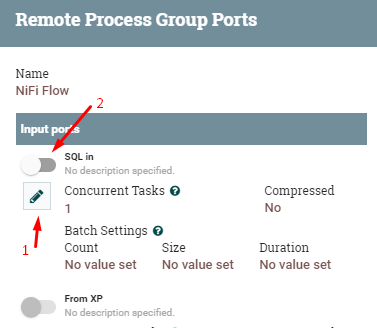 Remote Process Group Ports
Name
NiFi Flow
2
Input ports
SQL in
No description specified.
Concurrent Tasks ? Compressed
1 No
1
Batch Settings ?
Count Size Duration
No value set No value set No value set
From XP
No description specified.